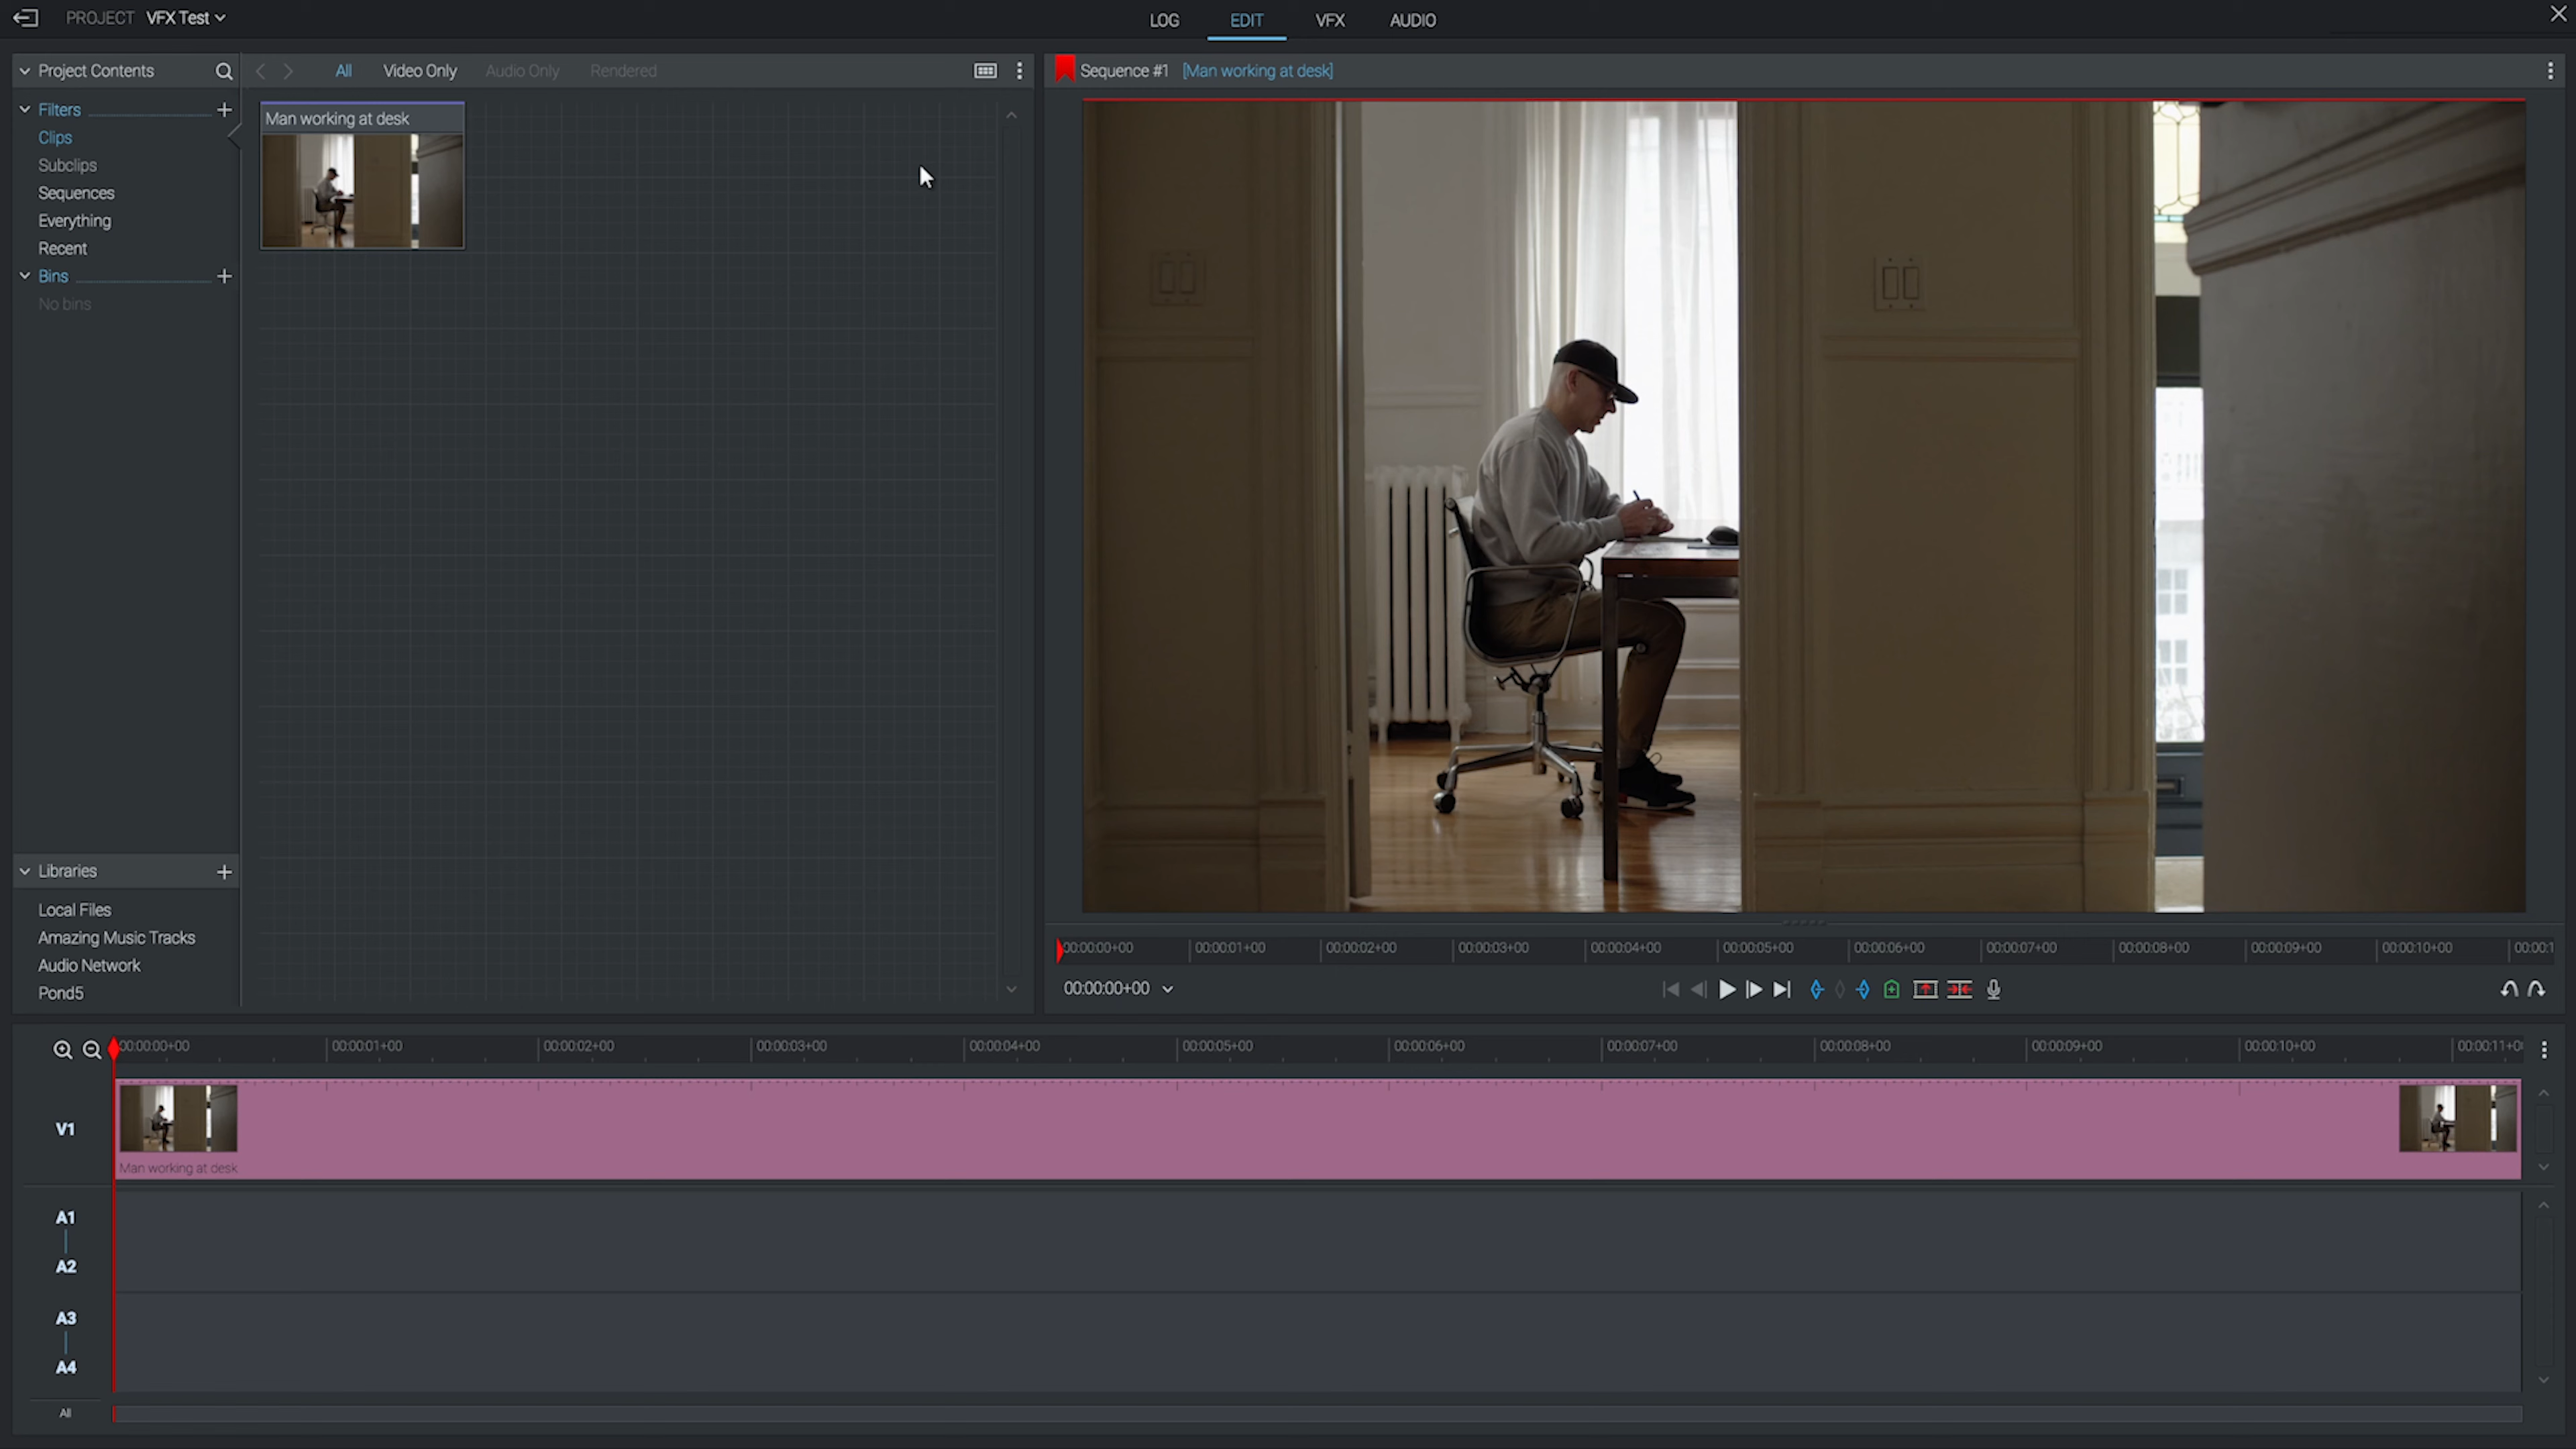 PROJECT VFX Test
LOG EDIT VFX AUDIO
Project Contents
All Video Only Audio Only Rendered
Filters
Clips
Subclips
Sequences
Everything
Recent
Bins
No bins
Man working at desk
Libraries
Local Files
Amazing Music Tracks
Audio Network
Pond5
Sequence #1 [Man working at desk]
00:00:00+00 00:00:01+00 00:00:02+00 00:00:03+00 00:00:04+00 00:00:05+00 00:00:06+00 00:00:07+00 00:00:08+00 00:00:09+00 00:00:10+00 00:00:1
00:00:00+00
00:00:00+00 00:00:01+00 00:00:02+00 00:00:03+00 00:00:04+00 00:00:05+00 00:00:06+00 00:00:07+00 00:00:08+00 00:00:09+00 00:00:10+00 00:00:11+0
V1
Man working at desk
A1
A2
A3
A4
All